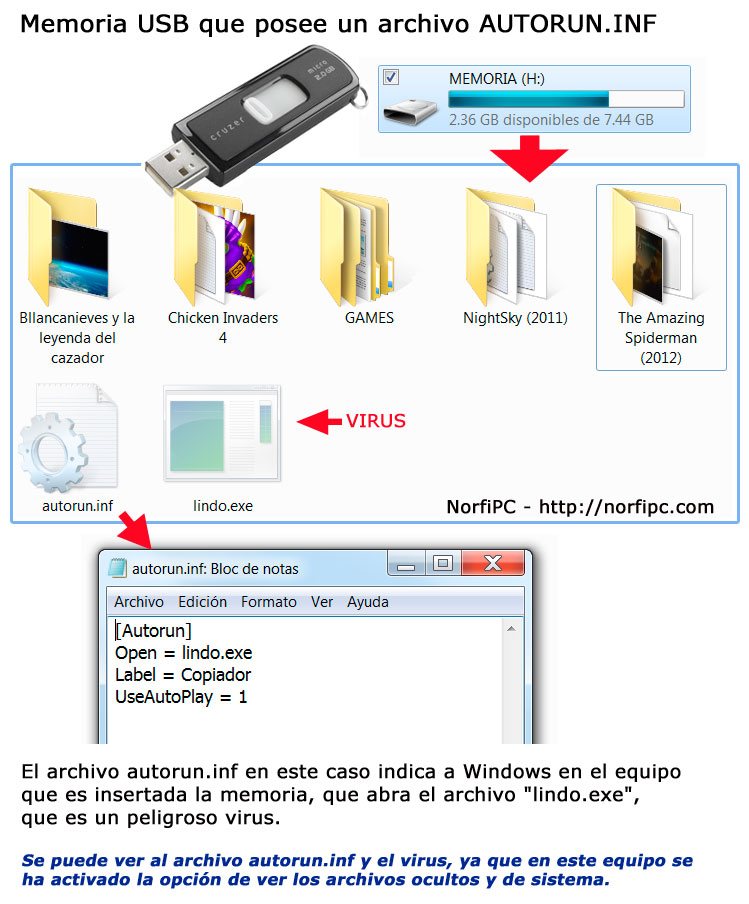 Memoria USB que posee un archivo AUTORUN.INF
cruzer
micro
2.0GB
MEMORIA (H:)
2.36 GB disponibles de 7.44 GB
Bllancanieves y la
leyenda del
cazador
Chicken Invaders
4
GAMES
NightSky (2011)
The Amazing
Spiderman
(2012)
VIRUS
autorun.inf
lindo.exe
NorfiPC - http://norfipc.com
autorun.inf: Bloc de notas
Archivo Edición Formato Ver Ayuda
[Autorun]
Open = lindo.exe
Label = Copiador
UseAutoPlay = 1
El archivo autorun.inf en este caso indica a Windows en el equipo
que es insertada la memoria, que abra el archivo "lindo.exe",
que es un peligroso virus.
Se puede ver al archivo autorun.inf y el virus, ya que en este equipo se
ha activado la opción de ver los archivos ocultos y de sistema.